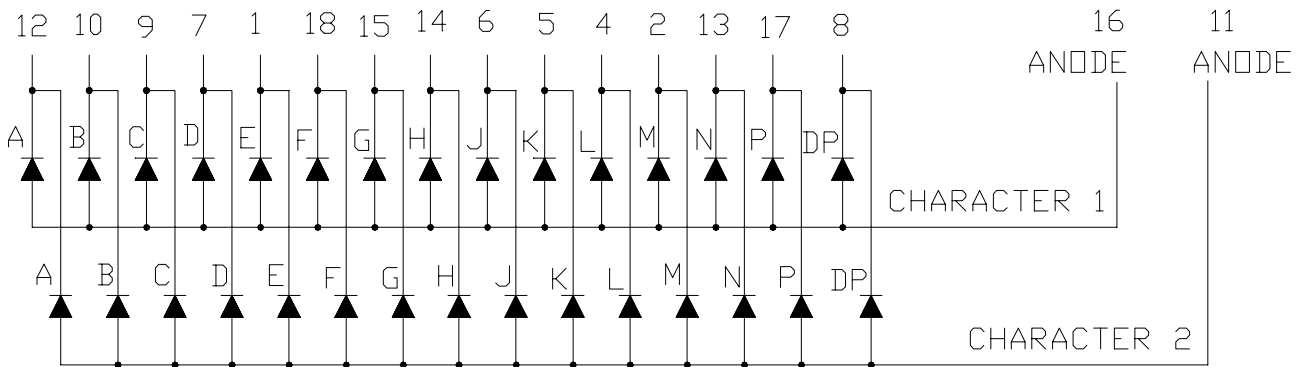 12 10 9 7 1 18 15 14 6 5 4 2 13 17 8 16 11
ANODE ANODE
A B C D E F G H J K L M N P DP
CHARACTER 1
A B C D E F G H J K L M N P DP
CHARACTER 2